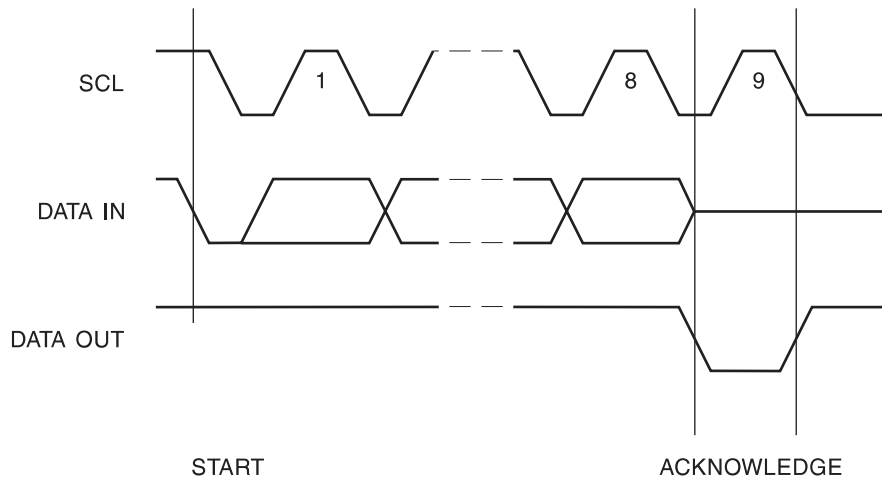 SCL
1
8
9
DATA IN
DATA OUT
START
ACKNOWLEDGE